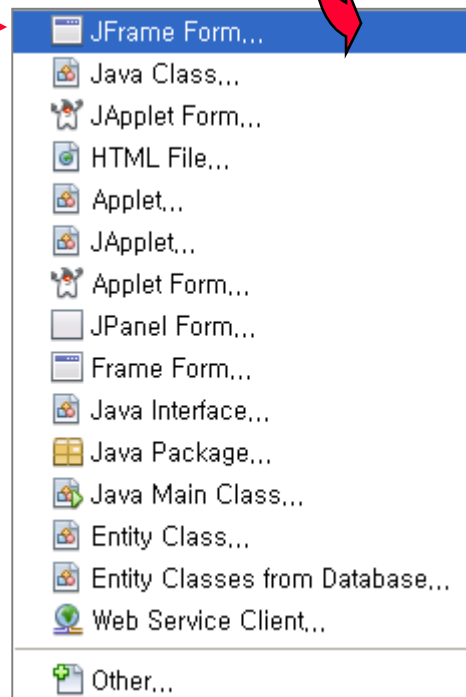 JFrame Form...
Java Class...
JApplet Form...
HTML File...
Applet...
JApplet...
Applet Form...
JPanel Form...
Frame Form...
Java Interface...
Java Package...
Java Main Class...
Entity Class...
Entity Classes from Database...
Web Service Client...
Other...